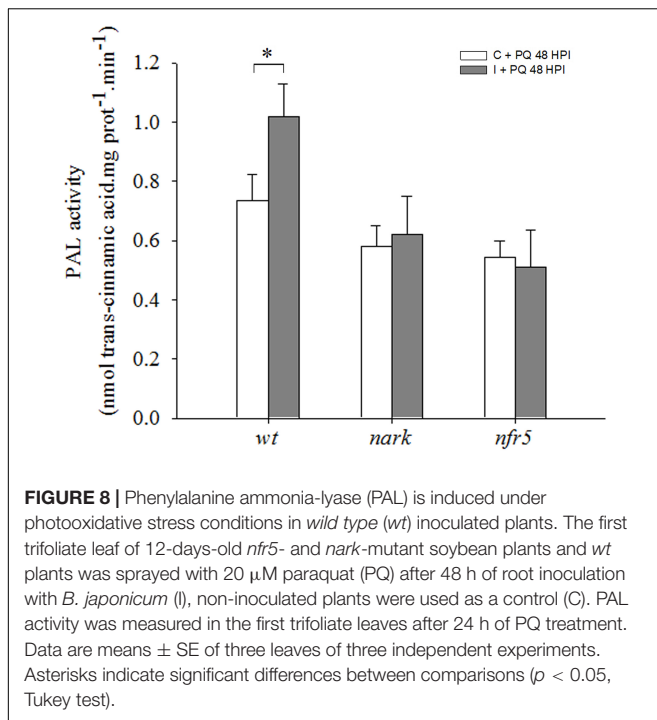 C + PQ 48 HPI
I + PQ 48 HPI
*
PAL activity
(nmol trans-cinnamic acid.mg prot⁻¹.min⁻¹)
1.2
1.0
0.8
0.6
0.4
0.2
0.0
wt nark nfr5
FIGURE 8 | Phenylalanine ammonia-lyase (PAL) is induced under
photooxidative stress conditions in wild type (wt) inoculated plants. The first
trifoliate leaf of 12-days-old nfr5- and nark-mutant soybean plants and wt
plants was sprayed with 20 μM paraquat (PQ) after 48 h of root inoculation
with B. japonicum (I), non-inoculated plants were used as a control (C). PAL
activity was measured in the first trifoliate leaves after 24 h of PQ treatment.
Data are means ± SE of three leaves of three independent experiments.
Asterisks indicate significant differences between comparisons (p < 0.05,
Tukey test).